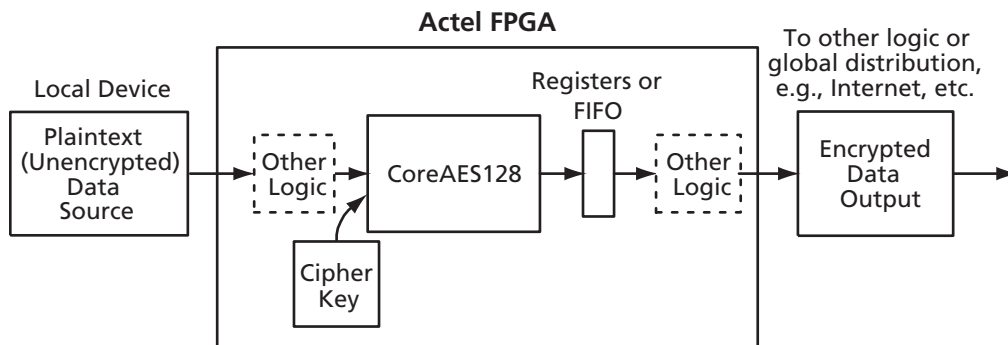 Actel FPGA
Local Device
Plaintext
(Unencrypted)
Data
Source
Other
Logic
Cipher
Key
CoreAES128
Registers or
FIFO
Other
Logic
To other logic or
global distribution,
e.g., Internet, etc.
Encrypted
Data
Output